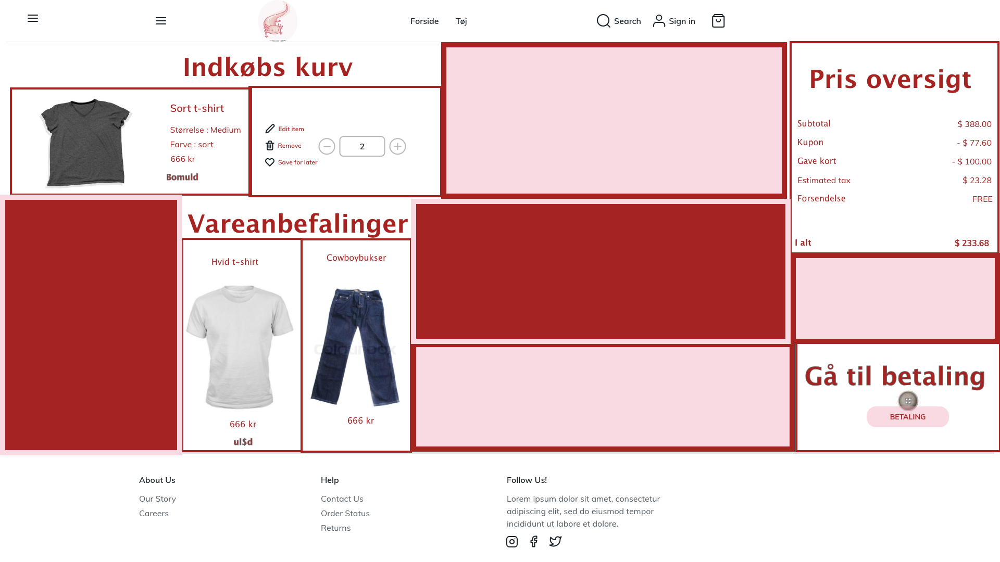 Forside
Tøj
Search
Sign in
Indkøbs kurv
Sort t-shirt
Størrelse : Medium
Farve : sort
666 kr
Bomuld
Edit item
Remove
Save for later
2
Pris oversigt
Subtotal $ 388.00
Kupon - $ 77.60
Gave kort - $ 100.00
Estimated tax $ 23.28
Forsendelse FREE
I alt $ 233.68
Vareanbefalinger
Hvid t-shirt
666 kr
ul$d
Cowboybukser
Colourbox
666 kr
Gå til betaling
BETALING
About Us
Our Story
Careers
Help
Contact Us
Order Status
Returns
Follow Us!
Lorem ipsum dolor sit amet, consectetur
adipiscing elit, sed do eiusmod tempor
incididunt ut labore et dolore.